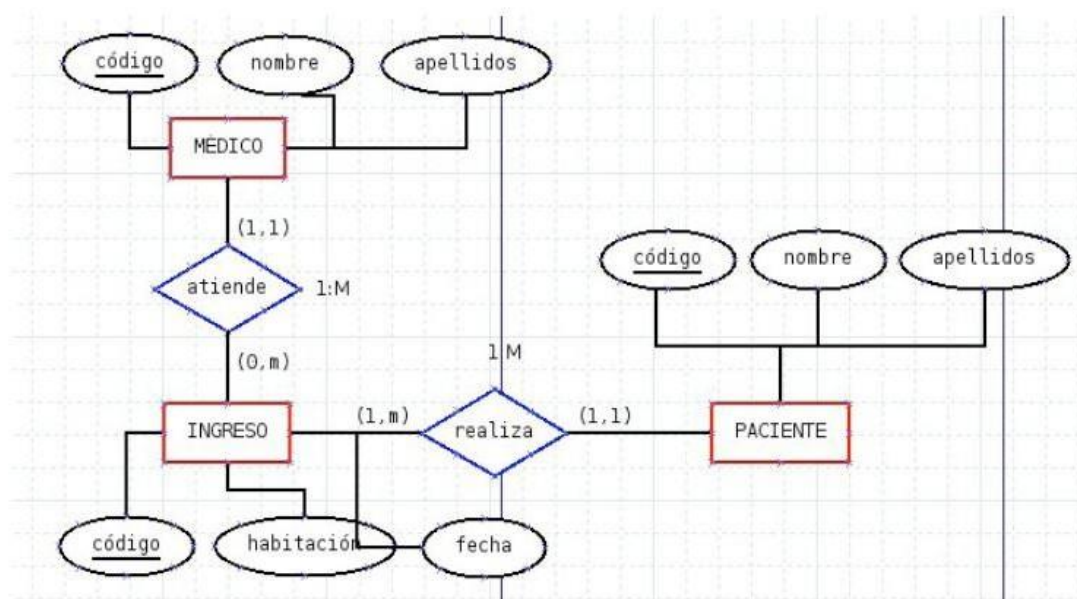 código
nombre
apellidos
MÉDICO
(1,1)
atiende
1:M
(0,m)
código
nombre
apellidos
1 M
INGRESO
(1,m)
realiza
(1,1)
PACIENTE
código
habitación
fecha